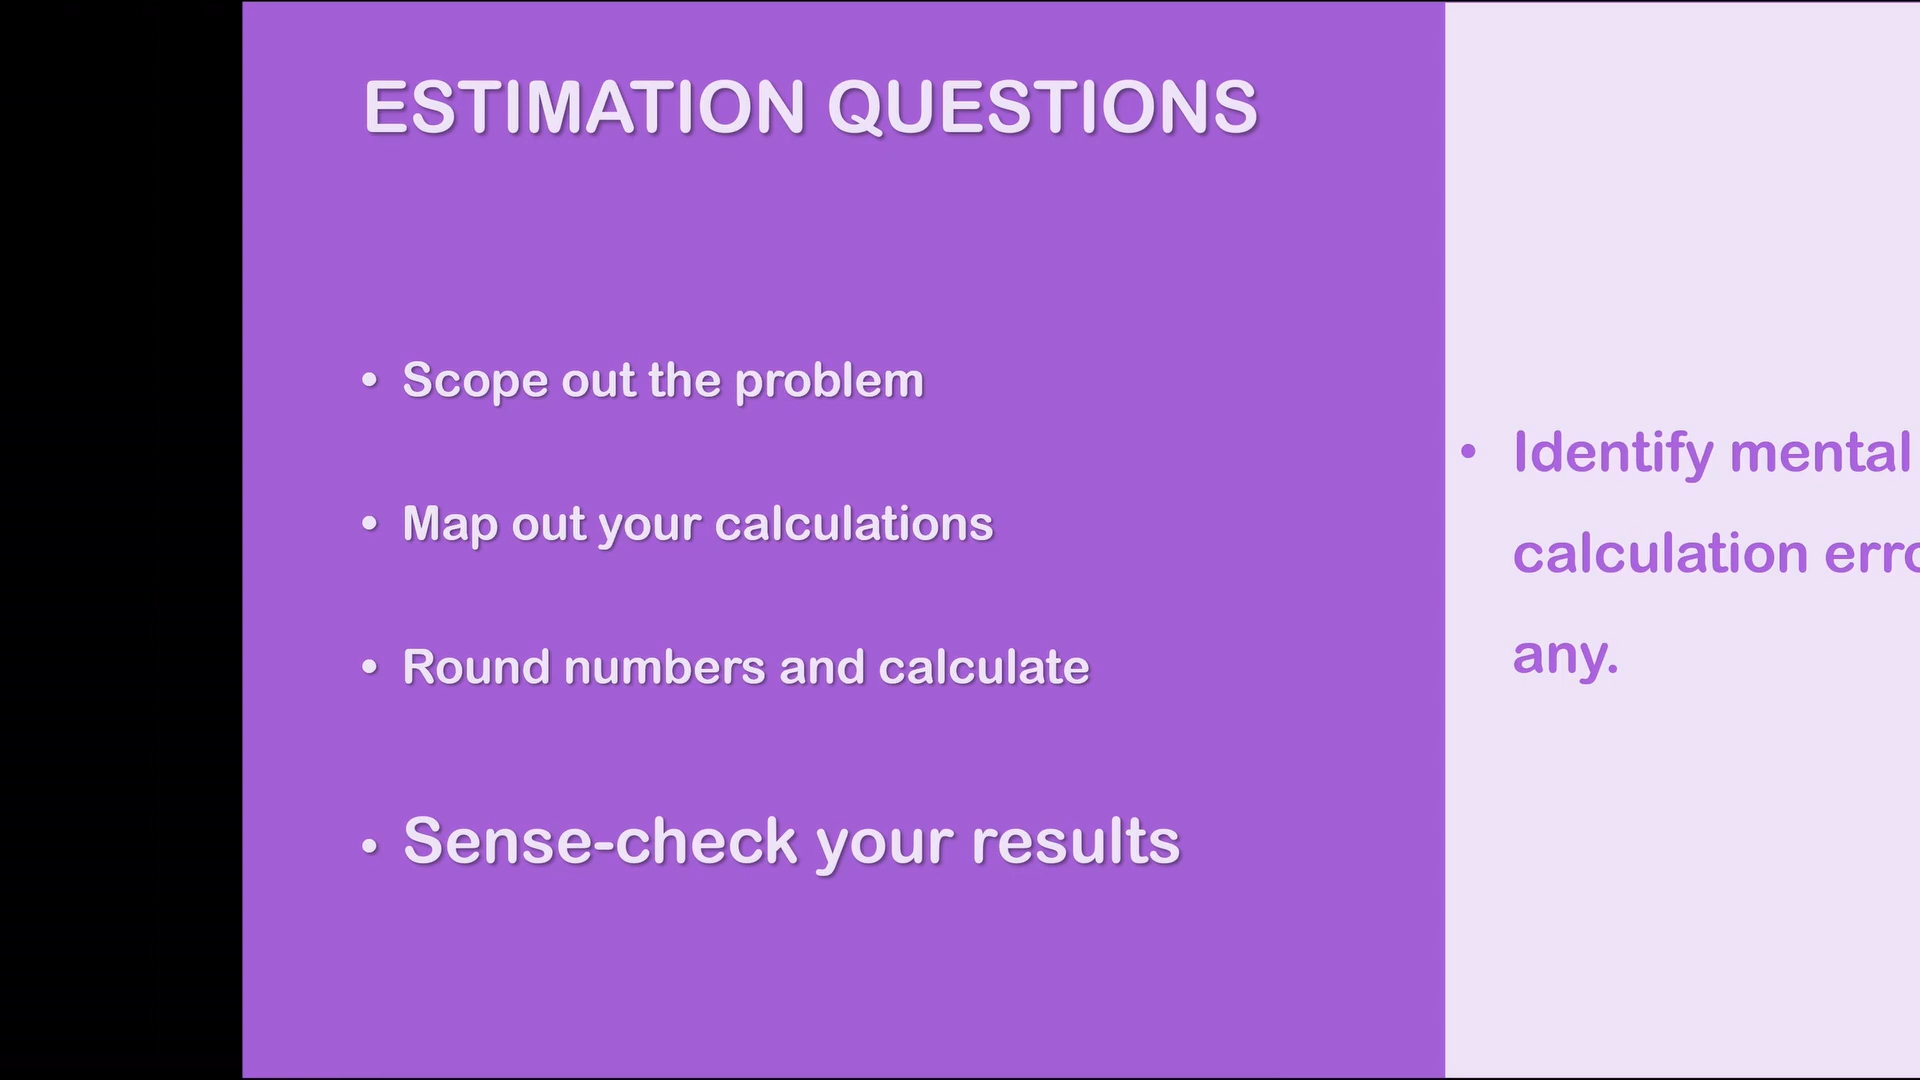 ESTIMATION QUESTIONS
• Scope out the problem
• Map out your calculations
• Round numbers and calculate
• Sense-check your results
• Identify mental
calculation
any.